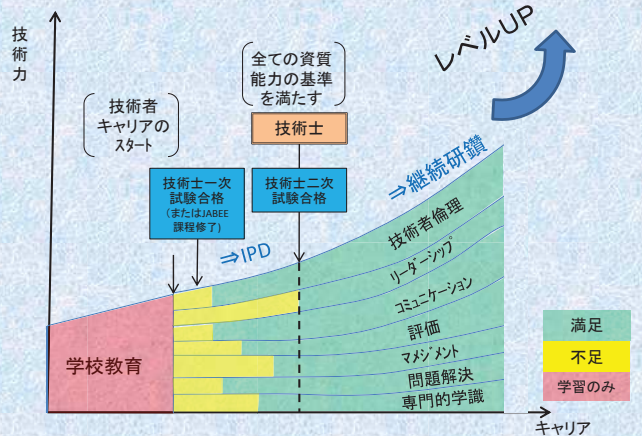 技
術
力
レベルUP
全ての資質
能力の基準
を満たす
技術者
キャリアの
スタート
技術士
技術士一次
試験合格
(またはJABEE
課程修了)
技術士二次
試験合格
⇒IPD
⇒継続研鑽
技術者倫理
リーダーシップ
コミュニケーション
評価
マメジメント
問題解決
専門的学識
学校教育
満足
不足
学習のみ
キャリア